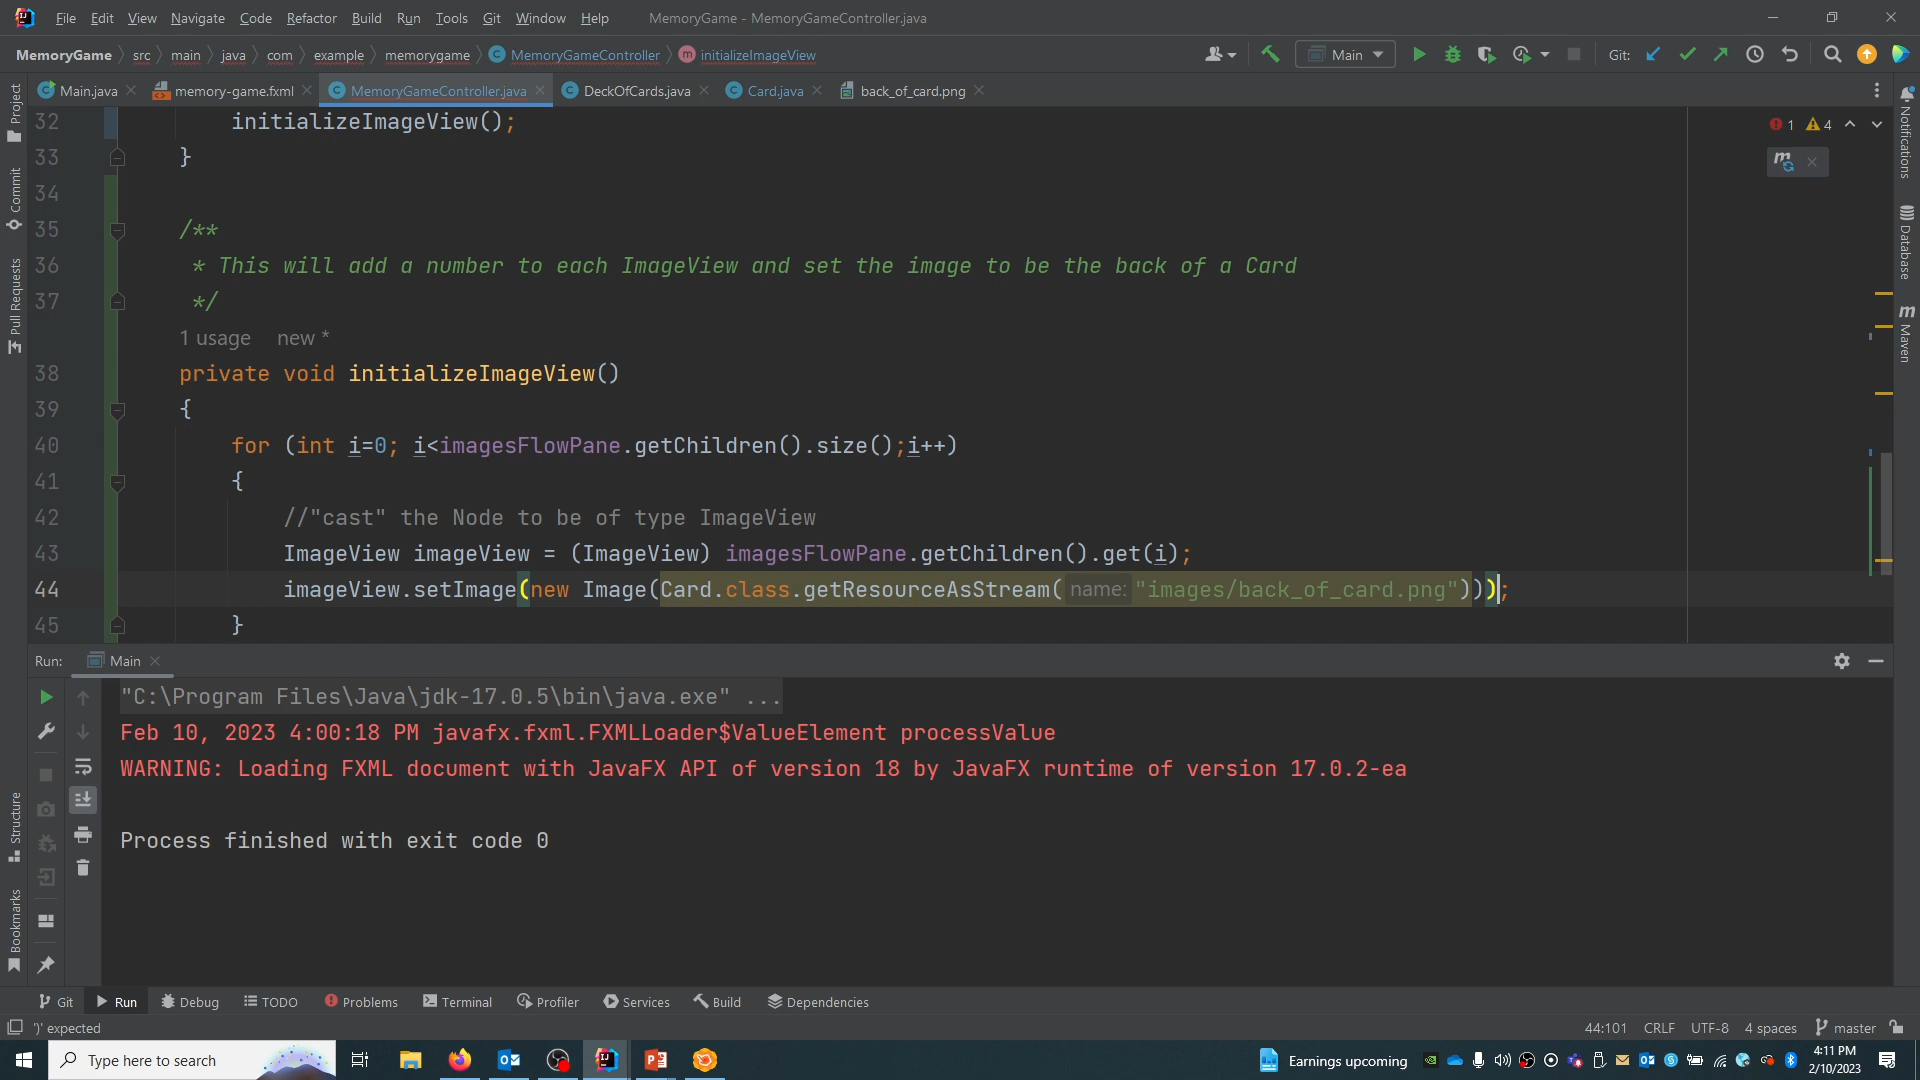 File Edit View Navigate Code Refactor Build Run Tools Git Window Help MemoryGame - MemoryGameController.java
MemoryGame src main java com example memorygame MemoryGameController initializeImageView Main Git:
Main.java memory-game.fxml MemoryGameController.java DeckOfCards.java Card.java back_of_card.png
32 initializeImageView();
1 4
33 }
34
35 /**
36 * This will add a number to each ImageView and set the image to be the back of a Card
37 */
1 usage new *
38 private void initializeImageView()
39 {
40 for (int i=0; i<imagesFlowPane.getChildren().size();i++)
41 {
42 //"cast" the Node to be of type ImageView
43 ImageView imageView = (ImageView) imagesFlowPane.getChildren().get(i);
44 imageView.setImage(new Image(Card.class.getResourceAsStream( name: "images/back_of_card.png")));
45 }
Project
Commit
Pull Requests
Structure
Bookmarks
Notifications
Database
Maven
Run: Main
"C:\Program Files\Java\jdk-17.0.5\bin\java.exe" ...
Feb 10, 2023 4:00:18 PM javafx.fxml.FXMLLoader$ValueElement processValue
WARNING: Loading FXML document with JavaFX API of version 18 by JavaFX runtime of version 17.0.2-ea
Process finished with exit code 0
Git Run Debug TODO Problems Terminal Profiler Services Build Dependencies
')' expected 44:101 CRLF UTF-8 4 spaces master
Type here to search Earnings upcoming 4:11 PM
2/10/2023